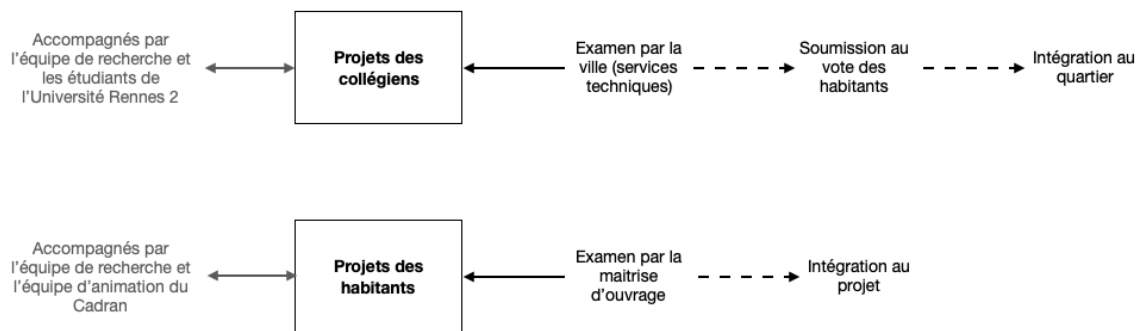 Accompagnés par
l'équipe de recherche et
les étudiants de
l'Université Rennes 2
Projets des
collégiens
Examen par la
ville (services
techniques)
Soumission au
vote des
habitants
Intégration au
quartier
Accompagnés par
l'équipe de recherche et
l'équipe d'animation du
Cadran
Projets des
habitants
Examen par la
maitrise
d'ouvrage
Intégration au
projet